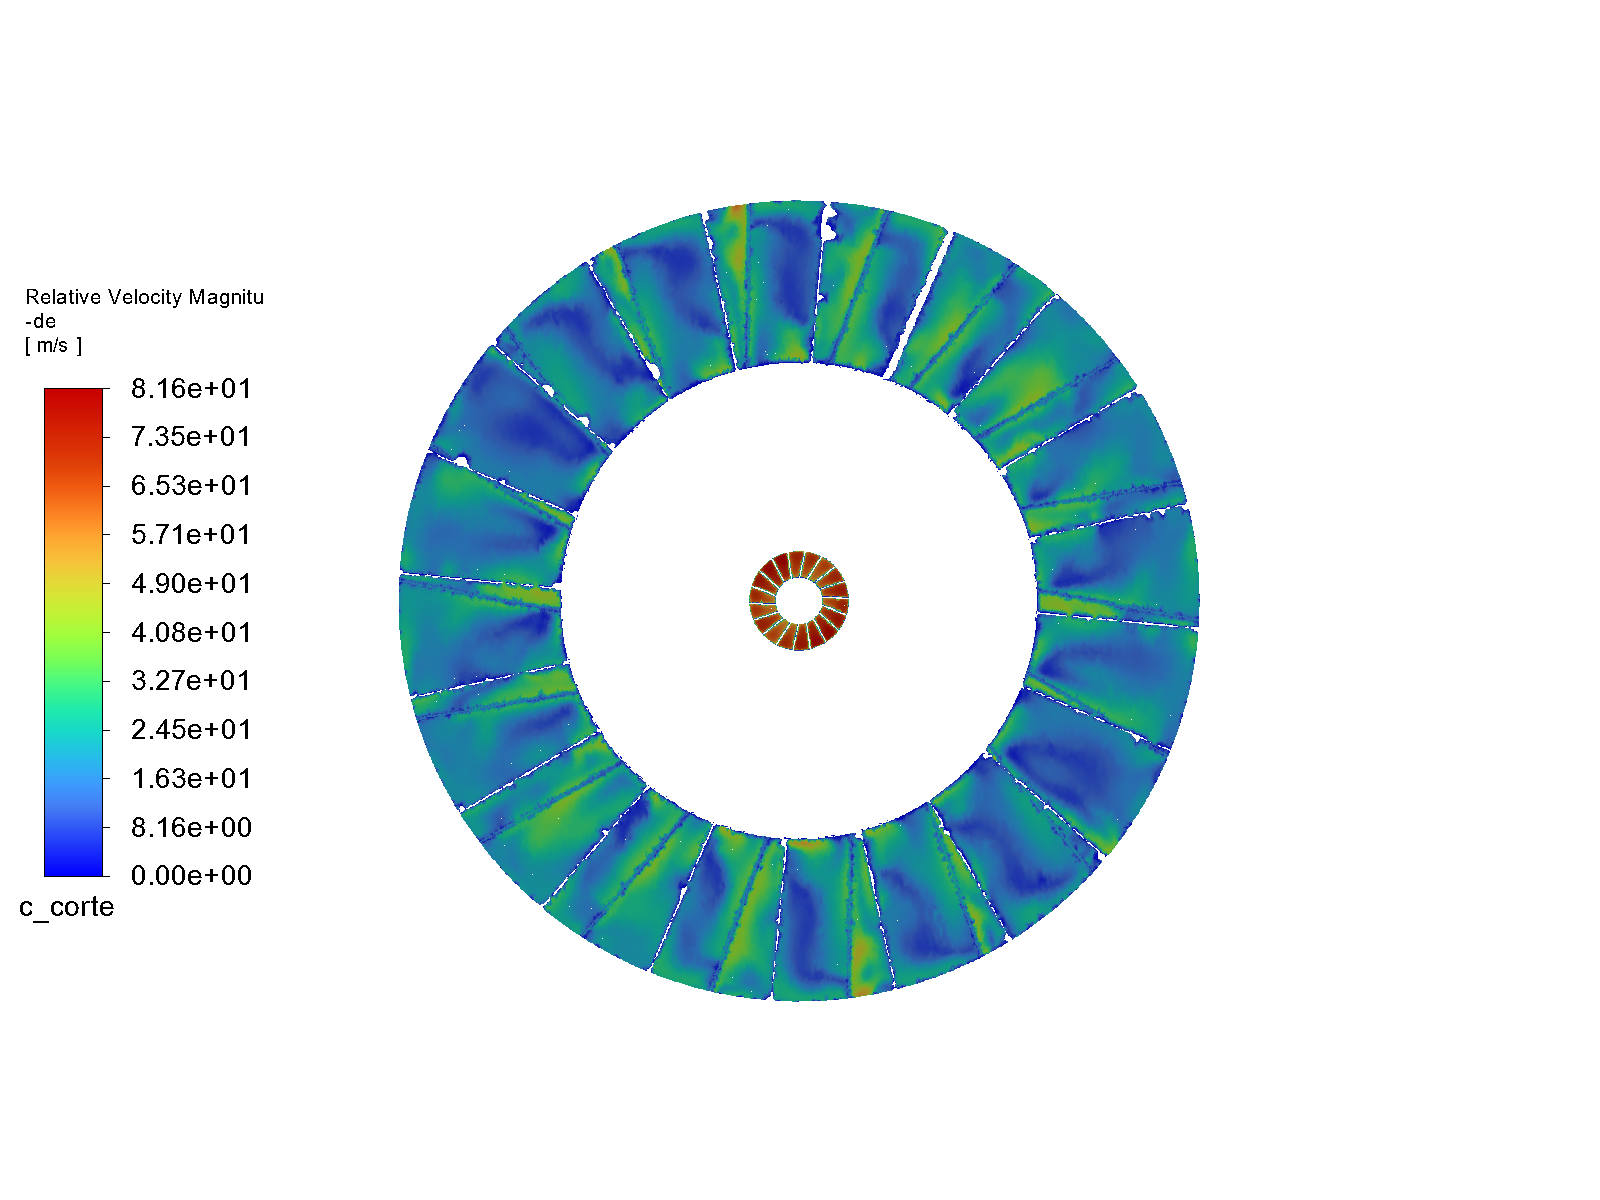 Relative Velocity Magnitu
-de
[ m/s ]
8.16e+01
7.35e+01
6.53e+01
5.71e+01
4.90e+01
4.08e+01
3.27e+01
2.45e+01
1.63e+01
8.16e+00
0.00e+00
c_corte